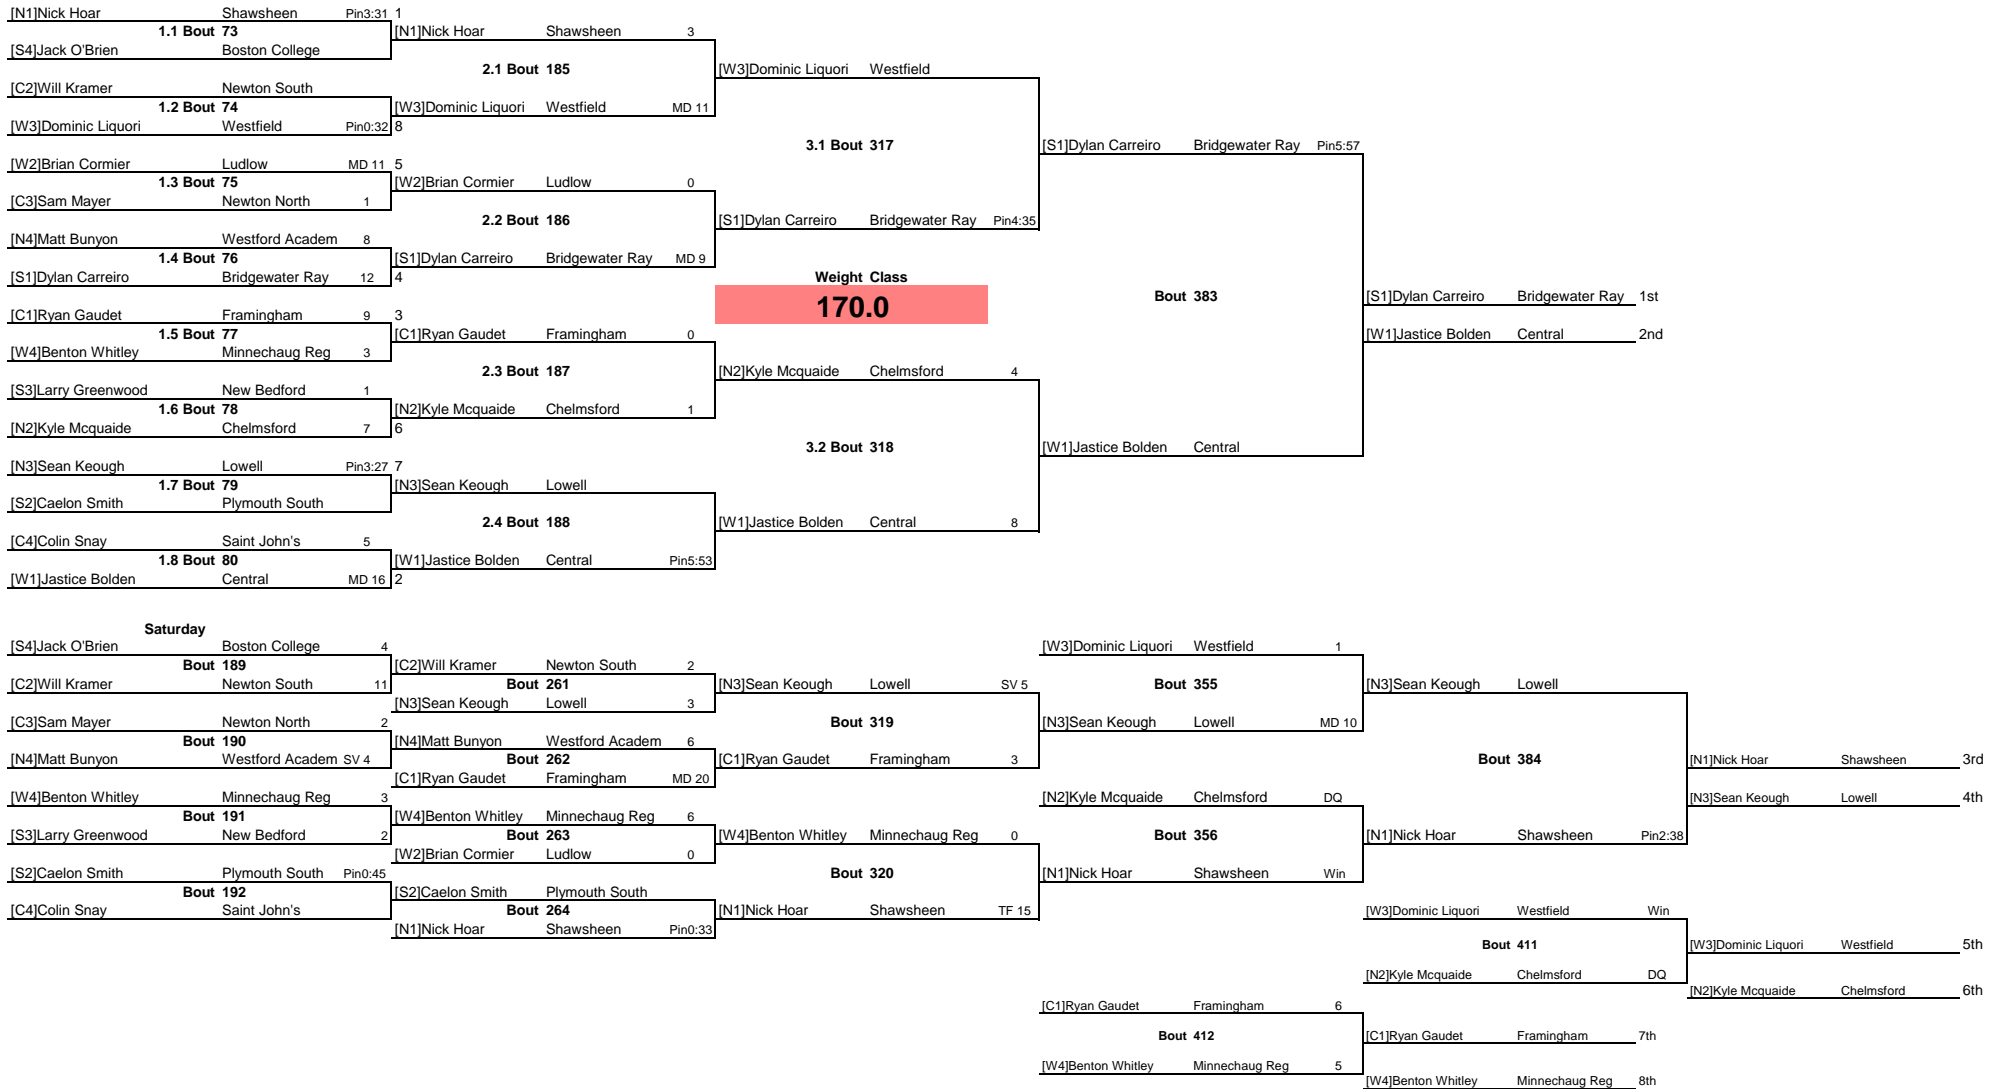 [N1]Nick Hoar Shawsheen Pin3:31 1
1.1 Bout 73
[S4]Jack O'Brien Boston College
[N1]Nick Hoar Shawsheen 3
2.1 Bout 185
[C2]Will Kramer Newton South
1.2 Bout 74
[W3]Dominic Liquori Westfield Pin0:32 8
[W3]Dominic Liquori Westfield MD 11
[W3]Dominic Liquori Westfield
3.1 Bout 317
[W2]Brian Cormier Ludlow MD 11 5
1.3 Bout 75
[C3]Sam Mayer Newton North 1
[W2]Brian Cormier Ludlow 0
2.2 Bout 186
[N4]Matt Bunyon Westford Academ 8
1.4 Bout 76
[S1]Dylan Carreiro Bridgewater Ray 12 4
[S1]Dylan Carreiro Bridgewater Ray MD 9
[S1]Dylan Carreiro Bridgewater Ray Pin4:35
[S1]Dylan Carreiro Bridgewater Ray Pin5:57
Weight Class
170.0
Bout 383
[S1]Dylan Carreiro Bridgewater Ray 1st
[W1]Jastice Bolden Central 2nd
[C1]Ryan Gaudet Framingham 9 3
1.5 Bout 77
[W4]Benton Whitley Minnechaug Reg 3
[C1]Ryan Gaudet Framingham 0
2.3 Bout 187
[S3]Larry Greenwood New Bedford 1
1.6 Bout 78
[N2]Kyle Mcquaide Chelmsford 7 6
[N2]Kyle Mcquaide Chelmsford 1
[N2]Kyle Mcquaide Chelmsford 4
3.2 Bout 318
[W1]Jastice Bolden Central
[N3]Sean Keough Lowell Pin3:27 7
1.7 Bout 79
[S2]Caelon Smith Plymouth South
[N3]Sean Keough Lowell
2.4 Bout 188
[W1]Jastice Bolden Central 8
[C4]Colin Snay Saint John's 5
1.8 Bout 80
[W1]Jastice Bolden Central MD 16 2
[W1]Jastice Bolden Central Pin5:53
Saturday
[S4]Jack O'Brien Boston College 4
Bout 189
[C2]Will Kramer Newton South 11
[C2]Will Kramer Newton South 2
Bout 261
[N3]Sean Keough Lowell 3
[C3]Sam Mayer Newton North 2
Bout 190
[N4]Matt Bunyon Westford Academ SV 4
[N4]Matt Bunyon Westford Academ 6
Bout 262
[C1]Ryan Gaudet Framingham MD 20
[N3]Sean Keough Lowell SV 5
Bout 319
[C1]Ryan Gaudet Framingham 3
[W3]Dominic Liquori Westfield 1
Bout 355
[N3]Sean Keough Lowell MD 10
[N3]Sean Keough Lowell
Bout 384
[N1]Nick Hoar Shawsheen Pin2:38
[N1]Nick Hoar Shawsheen 3rd
[N3]Sean Keough Lowell 4th
[W4]Benton Whitley Minnechaug Reg 3
Bout 191
[S3]Larry Greenwood New Bedford 2
[W4]Benton Whitley Minnechaug Reg 6
Bout 263
[W2]Brian Cormier Ludlow 0
[S2]Caelon Smith Plymouth South Pin0:45
Bout 192
[C4]Colin Snay Saint John's
[S2]Caelon Smith Plymouth South
Bout 264
[N1]Nick Hoar Shawsheen Pin0:33
[W4]Benton Whitley Minnechaug Reg 0
Bout 320
[N1]Nick Hoar Shawsheen TF 15
[N2]Kyle Mcquaide Chelmsford DQ
Bout 356
[N1]Nick Hoar Shawsheen Win
[W3]Dominic Liquori Westfield Win
Bout 411
[N2]Kyle Mcquaide Chelmsford DQ
[W3]Dominic Liquori Westfield 5th
[N2]Kyle Mcquaide Chelmsford 6th
[C1]Ryan Gaudet Framingham 6
Bout 412
[W4]Benton Whitley Minnechaug Reg 5
[C1]Ryan Gaudet Framingham 7th
[W4]Benton Whitley Minnechaug Reg 8th